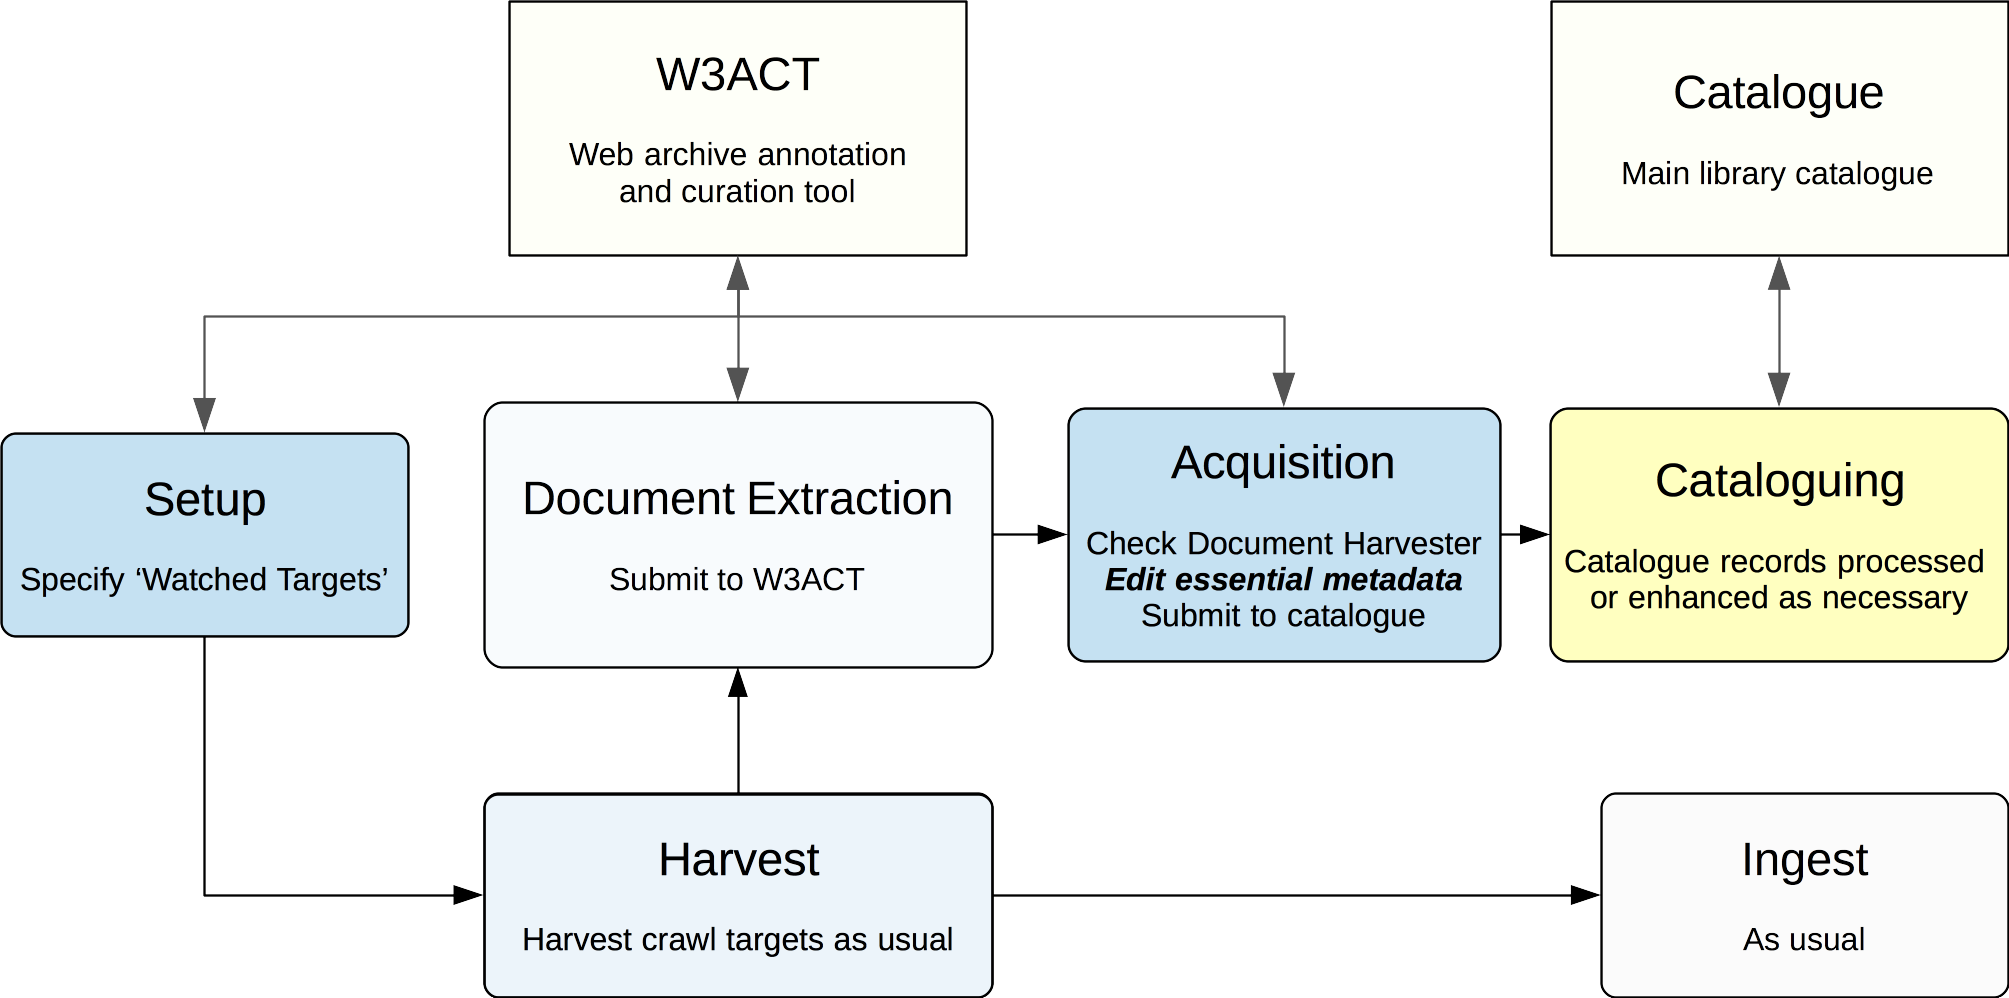 W3ACT
Web archive annotation
and curation tool
Catalogue
Main library catalogue
Setup
Specify ‘Watched Targets’
Document Extraction
Submit to W3ACT
Acquisition
Check Document Harvester
Edit essential metadata
Submit to catalogue
Cataloguing
Catalogue records processed
or enhanced as necessary
Harvest
Harvest crawl targets as usual
Ingest
As usual